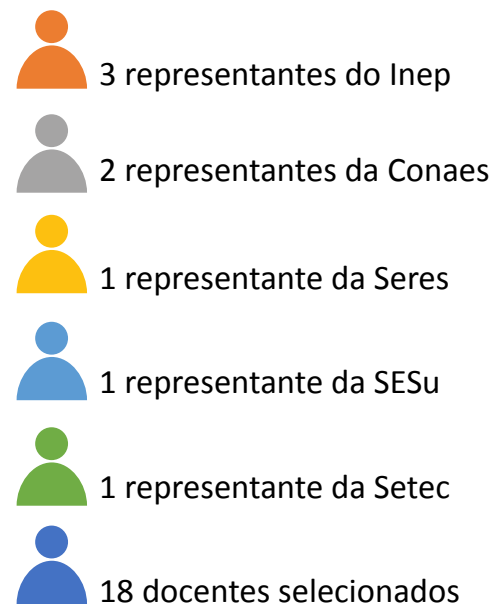 3 representantes do Inep
2 representantes da Conaes
1 representante da Seres
1 representante da SESu
1 representante da Setec
18 docentes selecionados